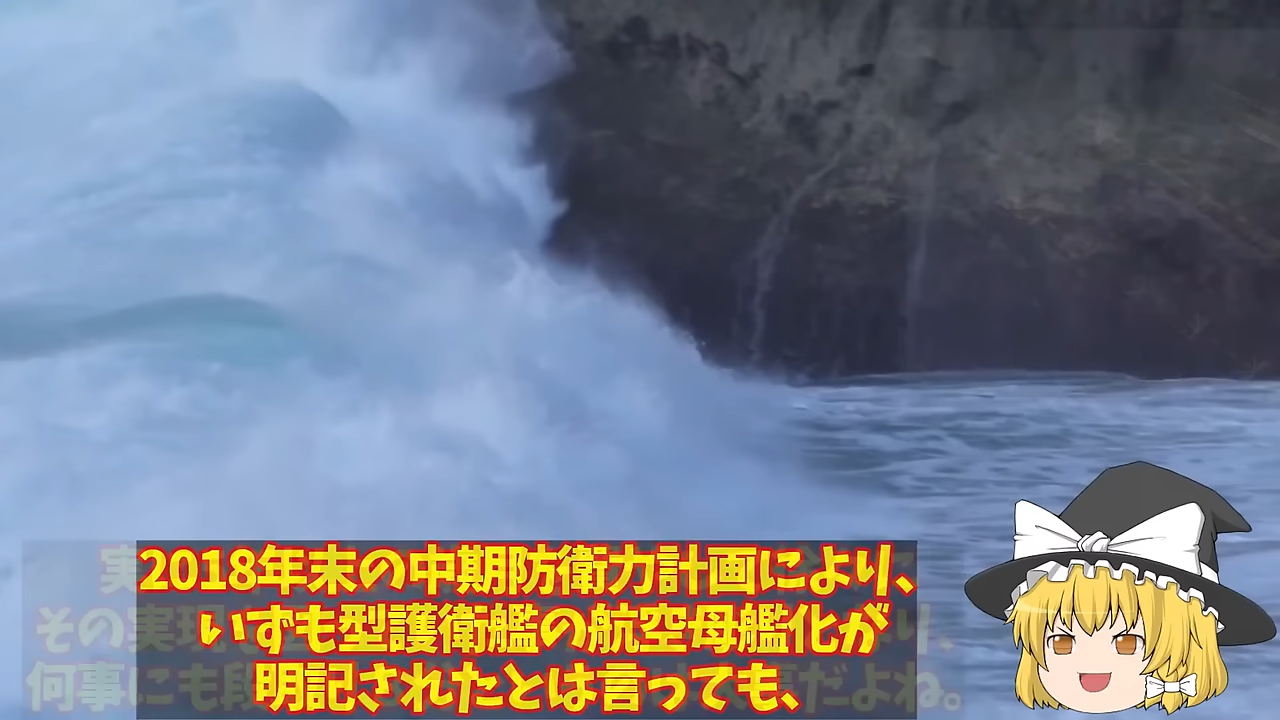 2018年末の中期防衛力計画により、
いずも型護衛艦の航空母艦化が
明記されたとは言っても、